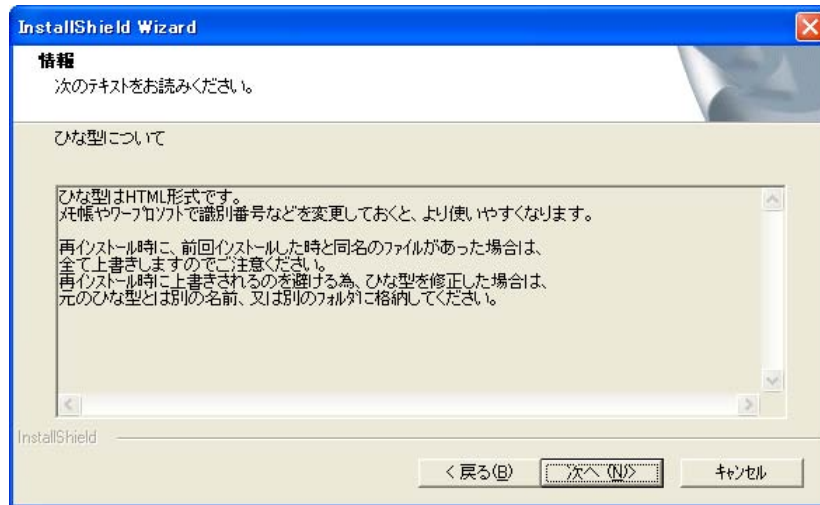 InstallShield Wizard
情報
次のテキストをお読みください。
ひな型について
ひな型はHTML形式です。
メモ帳やワープロソフトで識別番号などを変更しておくと、より使いやすくなります。
再インストール時に、前回インストールした時と同名のファイルがあった場合は、
全て上書きしますのでご注意ください。
再インストール時に上書きされるのを避ける為、ひな型を修正した場合は、
元のひな型とは別の名前、又は別のフォルダに格納してください。
InstallShield
< 戻る(B)
次へ (N)>
キャンセル